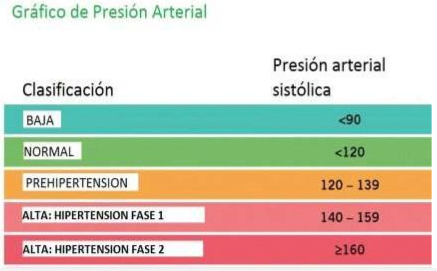 Gráfico de Presión Arterial
Presión arterial
Clasificación sistólica
BAJA <90
NORMAL <120
PREHIPERTENSION 120 – 139
ALTA: HIPERTENSION FASE 1 140 – 159
ALTA: HIPERTENSION FASE 2 ≥160